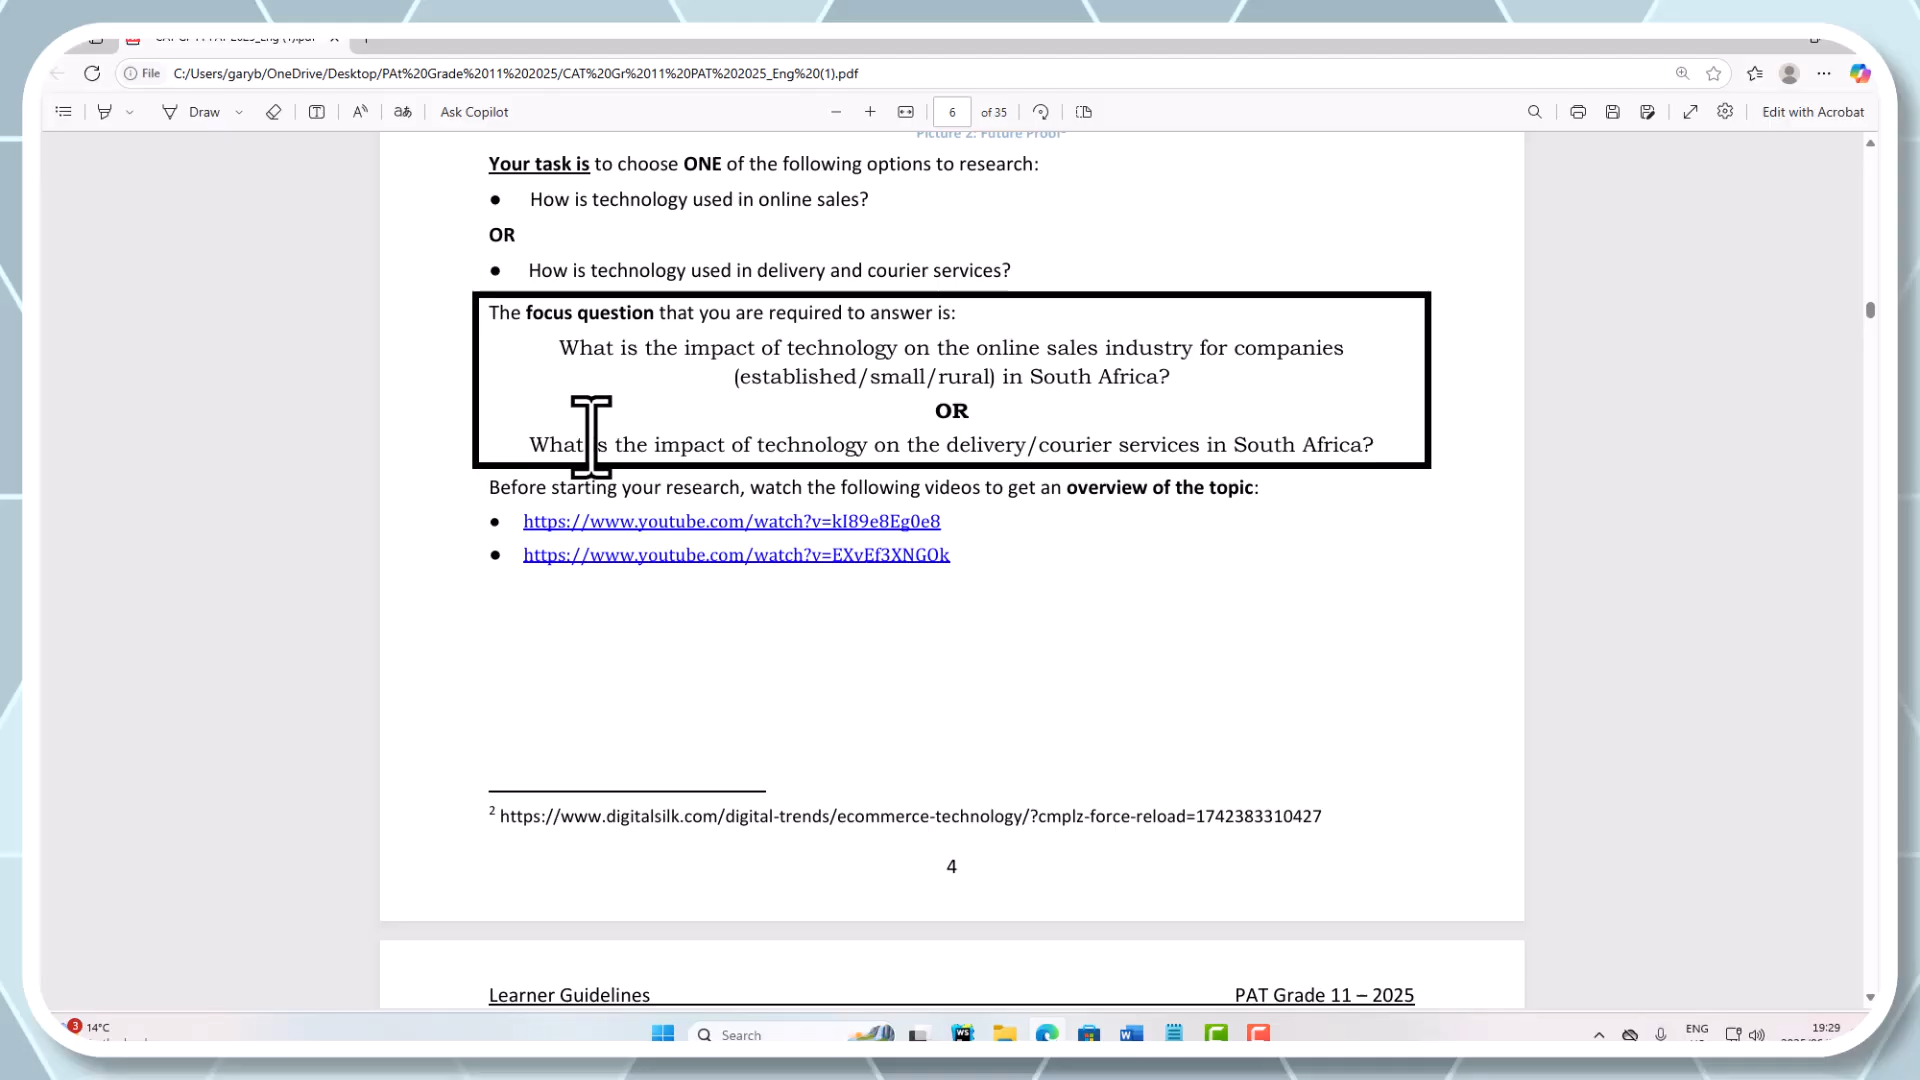 File C:/Users/garyb/OneDrive/Desktop/PAt%20Grade%2011%202025/CAT%20Gr%2011%20PAT%202025_Eng%20(1).pdf
Draw aあ Ask Copilot 6 of 35 Edit with Acrobat
Picture 2: Future Proof²
Your task is to choose ONE of the following options to research:
● How is technology used in online sales?
OR
● How is technology used in delivery and courier services?
The focus question that you are required to answer is:
What is the impact of technology on the online sales industry for companies
(established/small/rural) in South Africa?
OR
What is the impact of technology on the delivery/courier services in South Africa?
Before starting your research, watch the following videos to get an overview of the topic:
● https://www.youtube.com/watch?v=kI89e8Eg0e8
● https://www.youtube.com/watch?v=EXvEf3XNGOk
² https://www.digitalsilk.com/digital-trends/ecommerce-technology/?cmplz-force-reload=1742383310427
4
Learner Guidelines PAT Grade 11 – 2025
3 14°C Search ENG 19:29